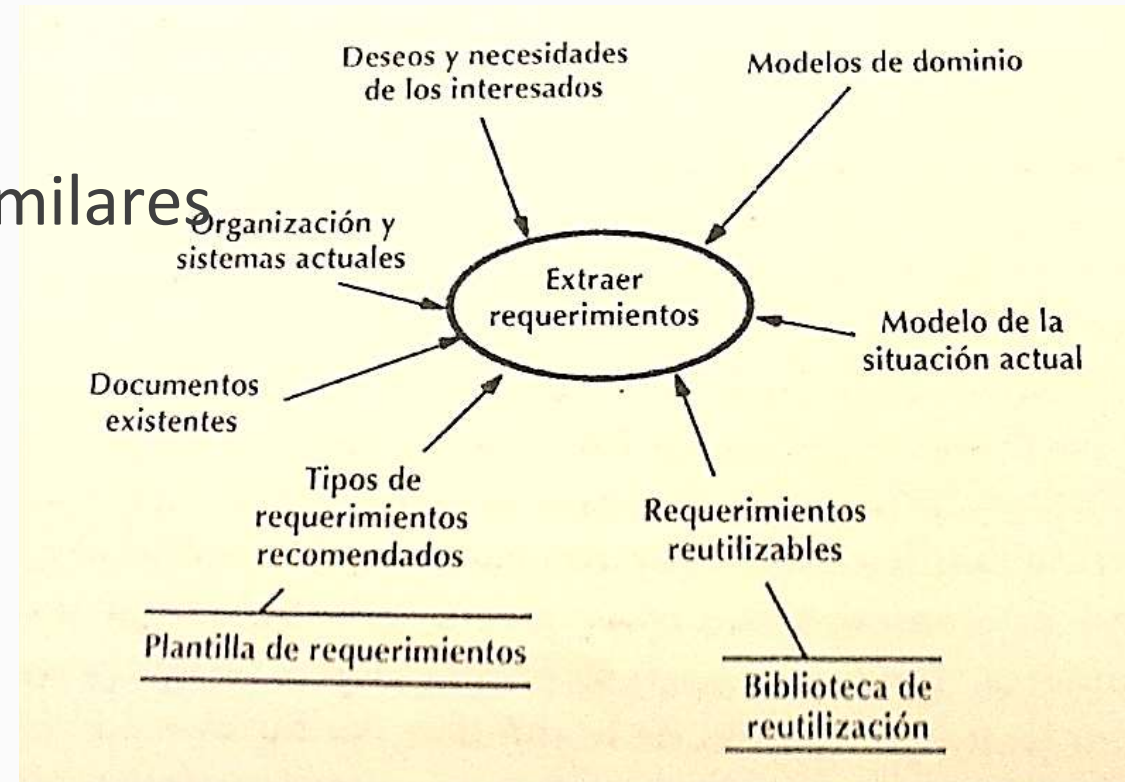 Deseos y necesidades
de los interesados
Modelos de dominio
milares
Organización y
sistemas actuales
Extraer
requerimientos
Modelo de la
situación actual
Documentos
existentes
Tipos de
requerimientos
recomendados
Requerimientos
reutilizables
Plantilla de requerimientos
Biblioteca de
reutilización